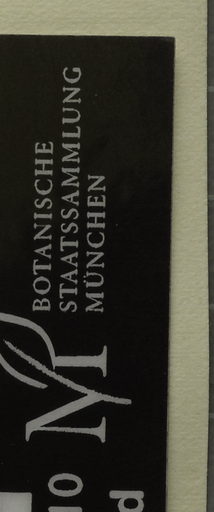 BOTANISCHE
STAATSSAMMLUNG
MÜNCHEN
M